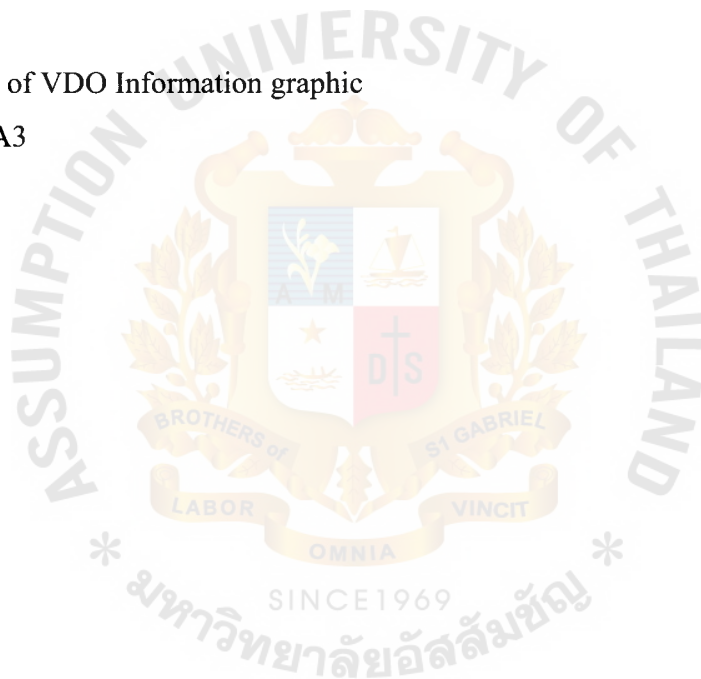 of VDO Information graphic
A3
ASSUMPTION UNIVERSITY OF THAILAND
A M
D S
BROTHERS of St GABRIEL
LABOR VINCIT
OMNIA
SINCE1969
มหาวิทยาลัยอัสสัมชัญ